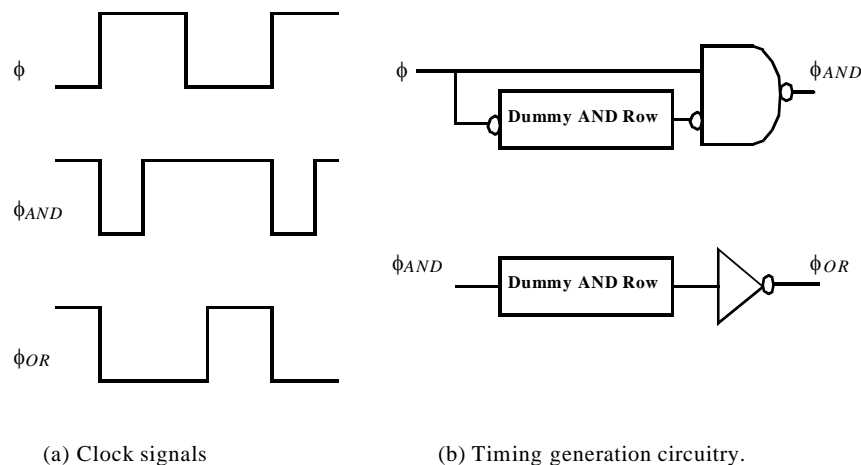 ϕ
ϕAND
ϕOR
ϕ
Dummy AND Row
ϕAND
ϕAND
Dummy AND Row
ϕOR
(a) Clock signals
(b) Timing generation circuitry.